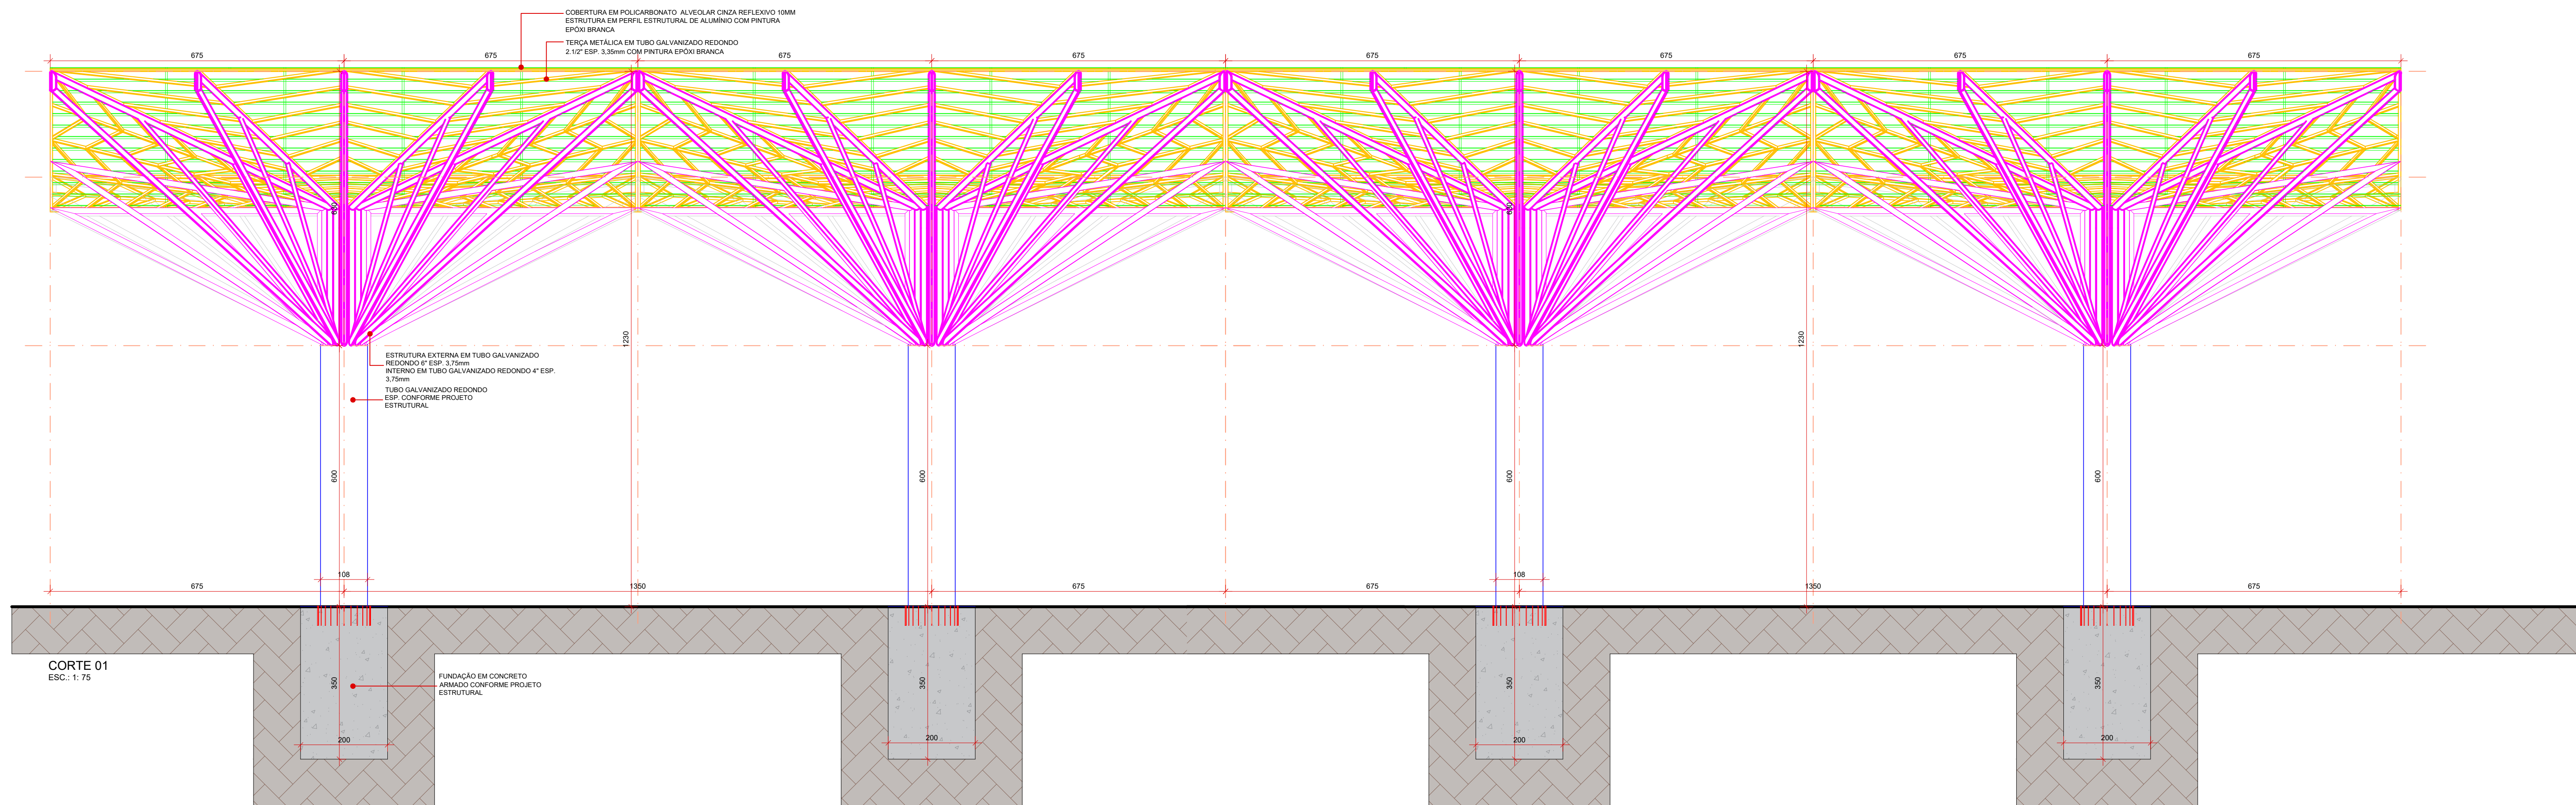 COBERTURA EM POLICARBONATO ALVEOLAR CINZA REFLEXIVO 10MM
ESTRUTURA EM PERFIL ESTRUTURAL DE ALUMÍNIO COM PINTURA
EPÓXI BRANCA
TERÇA METÁLICA EM TUBO GALVANIZADO REDONDO
2.1/2" ESP. 3,35mm COM PINTURA EPÓXI BRANCA
675 675 675 675 675 675 675 675
630 630
1230 1230
ESTRUTURA EXTERNA EM TUBO GALVANIZADO
REDONDO 6" ESP. 3,75mm
INTERNO EM TUBO GALVANIZADO REDONDO 4" ESP.
3,75mm
TUBO GALVANIZADO REDONDO
ESP. CONFORME PROJETO
ESTRUTURAL
600 600 600 600
108 108
675 1350 675 675 1350 675
CORTE 01
ESC.: 1: 75
FUNDAÇÃO EM CONCRETO
ARMADO CONFORME PROJETO
ESTRUTURAL
350 350 350 350
200 200 200 200